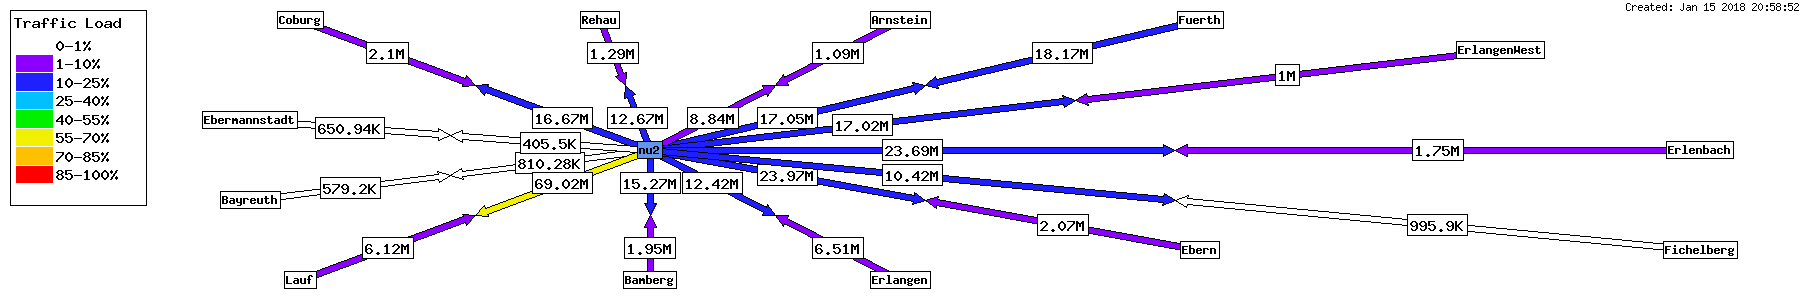 Created: Jan 15 2018 20:58:52
Traffic Load
0-1%
1-10%
10-25%
25-40%
40-55%
55-70%
70-85%
85-100%
Coburg
Rehau
Arnstein
Fuerth
ErlangenWest
2.1M
1.29M
1.09M
18.17M
1M
Ebermannstadt
650.94K
16.67M
12.67M
8.84M
17.05M
17.02M
405.5K
nu2
23.69M
1.75M
Erlenbach
810.28K
Bayreuth
579.2K
69.02M
15.27M
12.42M
23.97M
10.42M
6.12M
1.95M
6.51M
2.07M
995.9K
Lauf
Bamberg
Erlangen
Ebern
Fichelberg